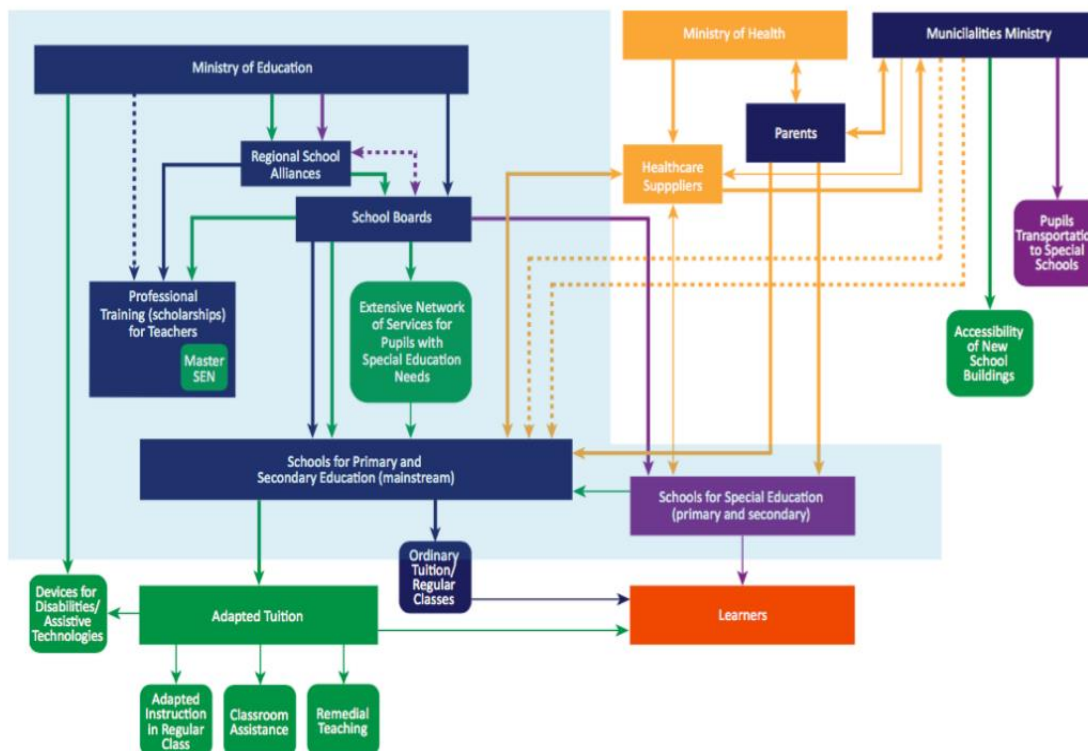 Ministry of Education
Ministry of Health
Municilalities Ministry
Parents
Regional School
Alliances
Healthcare
Supppliers
School Boards
Pupils
Transportation
to Special
Schools
Professional
Training (scholarships)
for Teachers
Master
SEN
Extensive Network
of Services for
Pupils with
Special Education
Needs
Accessibility
of New
School
Buildings
Schools for Primary and
Secondary Education (mainstream)
Schools for Special Education
(primary and secondary)
Ordinary
Tuition/
Regular
Classes
Devices for
Disabilities/
Assistive
Technologies
Adapted Tuition
Learners
Adapted
Instruction
in Regular
Class
Classroom
Assistance
Remedial
Teaching